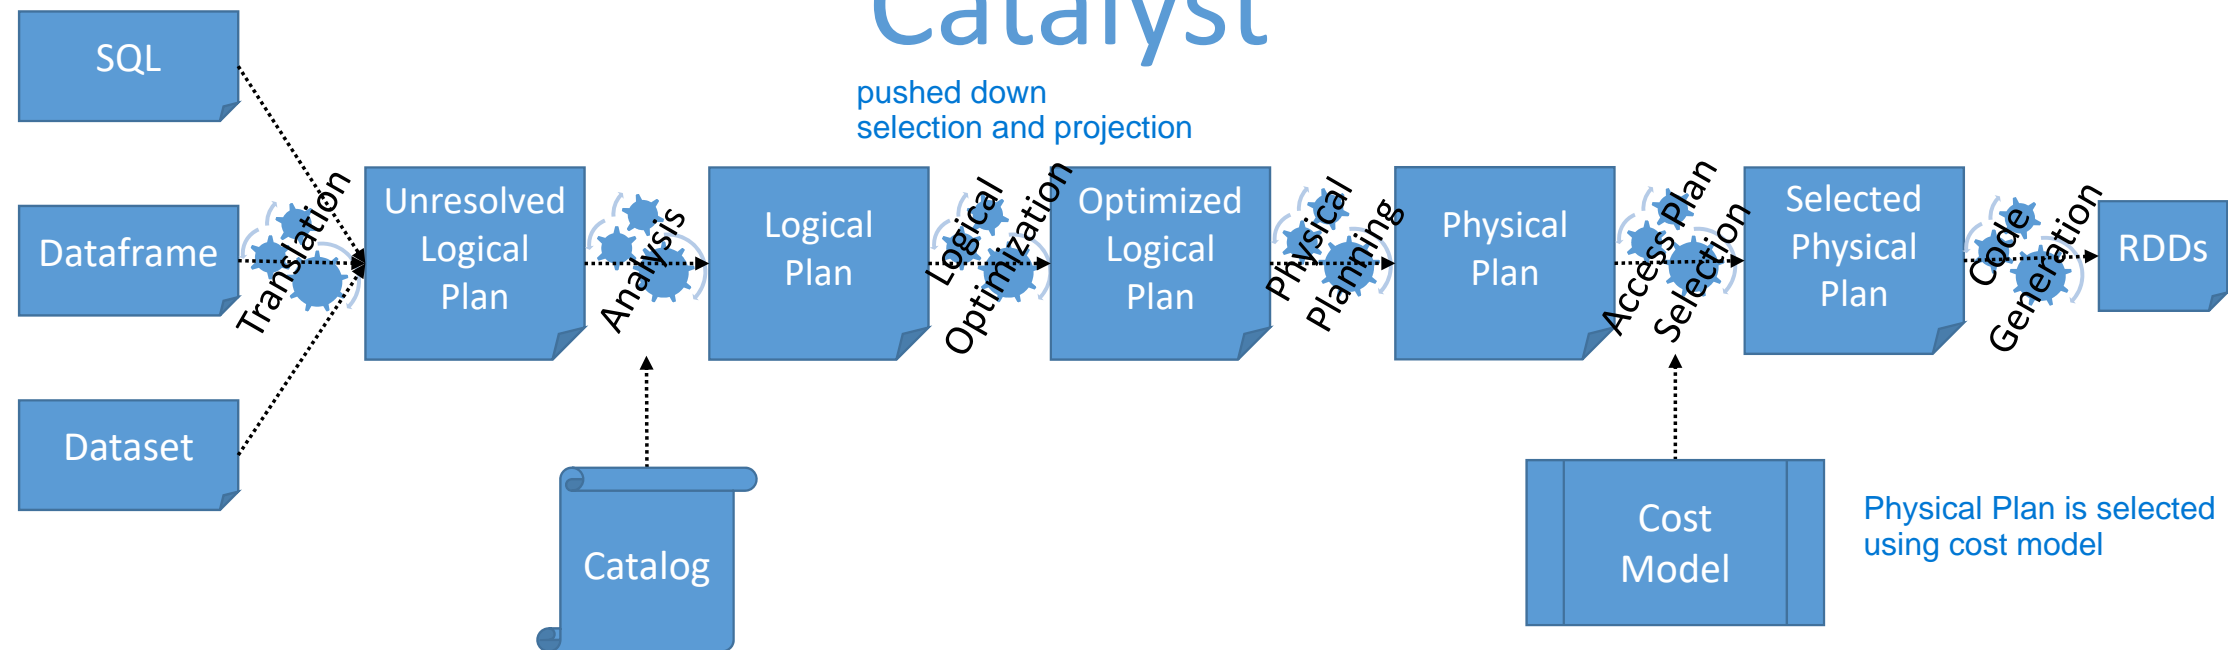 Catalyst
pushed down
selection and projection
SQL
Dataframe
Dataset
Translation
Unresolved
Logical
Plan
Analysis
Catalog
Logical
Plan
Logical
Optimization
Optimized
Logical
Plan
Physical
Planning
Physical
Plan
Access Plan
Selection
Cost
Model
Physical Plan is selected
using cost model
Selected
Physical
Plan
Code
Generation
RDDs